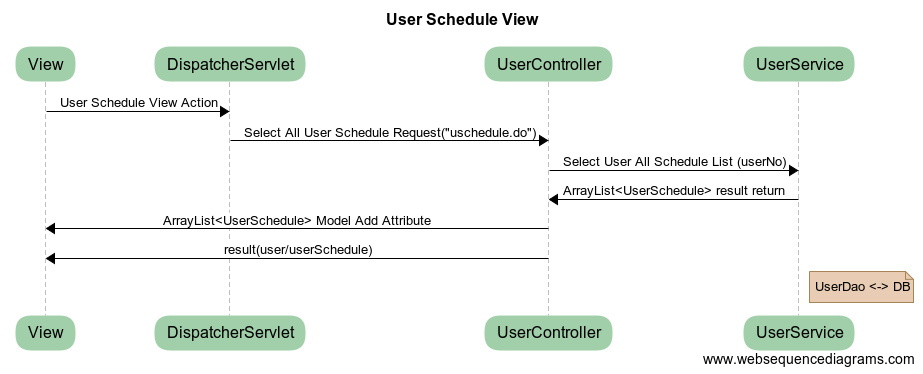 User Schedule View
View DispatcherServlet UserController UserService
User Schedule View Action
Select All User Schedule Request("uschedule.do")
Select User All Schedule List (userNo)
ArrayList<UserSchedule> result return
ArrayList<UserSchedule> Model Add Attribute
result(user/userSchedule)
UserDao <-> DB
View DispatcherServlet UserController UserService
www.websequencediagrams.com